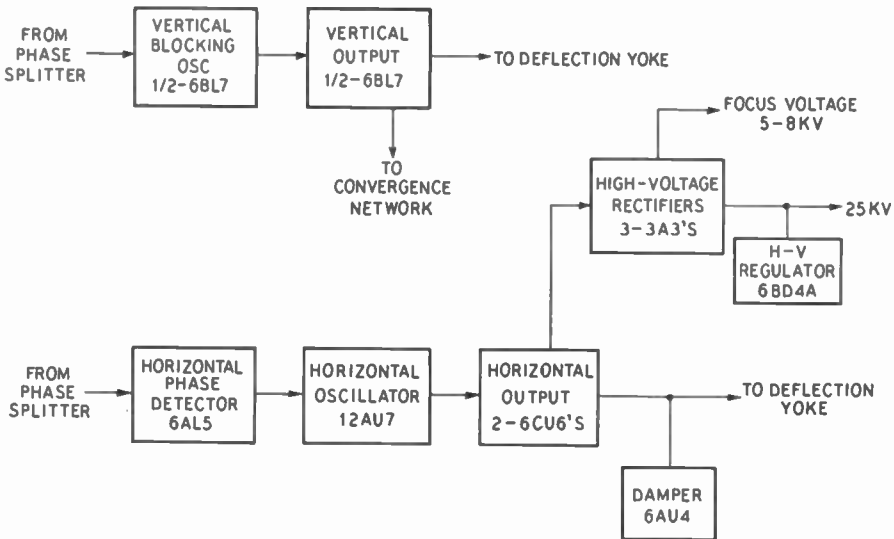 FROM
PHASE
SPLITTER
VERTICAL
BLOCKING
OSC
1/2-6BL7
VERTICAL
OUTPUT
1/2-6BL7
TO DEFLECTION YOKE
TO
CONVERGENCE
NETWORK
FOCUS VOLTAGE
5-8KV
HIGH-VOLTAGE
RECTIFIERS
3-3A3'S
25KV
H-V
REGULATOR
6BD4A
FROM
PHASE
SPLITTER
HORIZONTAL
PHASE
DETECTOR
6AL5
HORIZONTAL
OSCILLATOR
12AU7
HORIZONTAL
OUTPUT
2-6CU6'S
TO DEFLECTION
YOKE
DAMPER
6AU4